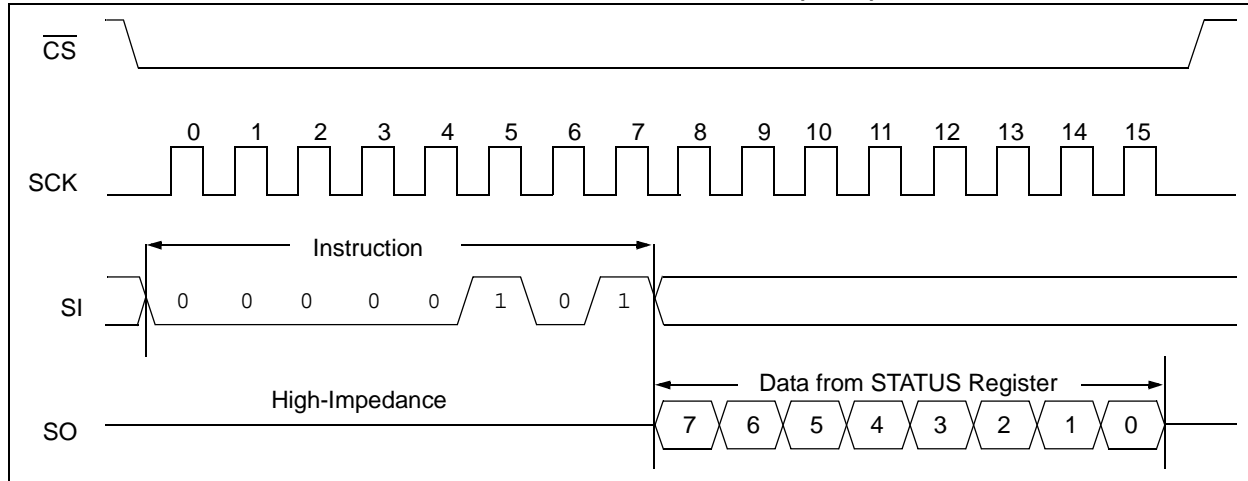 CS
0 1 2 3 4 5 6 7 8 9 10 11 12 13 14 15
SCK
Instruction
SI 0 0 0 0 0 1 0 1
Data from STATUS Register
High-Impedance
SO 7 6 5 4 3 2 1 0